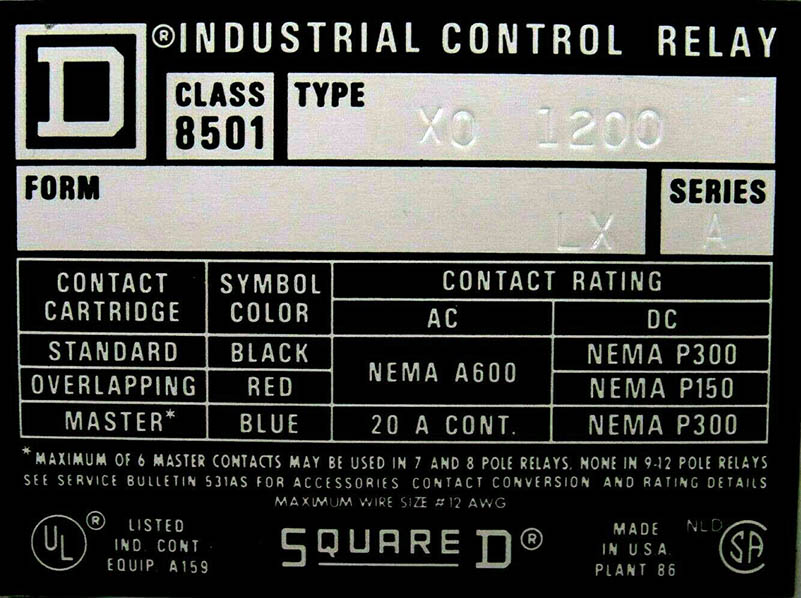 D ® INDUSTRIAL CONTROL RELAY
CLASS 8501 TYPE XO 1200
FORM LX SERIES A
CONTACT CARTRIDGE SYMBOL COLOR CONTACT RATING
AC DC
STANDARD BLACK NEMA A600 NEMA P300
OVERLAPPING RED NEMA P150
MASTER* BLUE 20 A CONT. NEMA P300
*MAXIMUM OF 6 MASTER CONTACTS MAY BE USED IN 7 AND 8 POLE RELAYS. NONE IN 9-12 POLE RELAYS
SEE SERVICE BULLETIN 531AS FOR ACCESSORIES CONTACT CONVERSION AND RATING DETAILS
MAXIMUM WIRE SIZE #12 AWG
UL ® LISTED
IND. CONT.
EQUIP. A159
SQUARE D ®
MADE
IN U.S.A.
PLANT 86
NLD SA